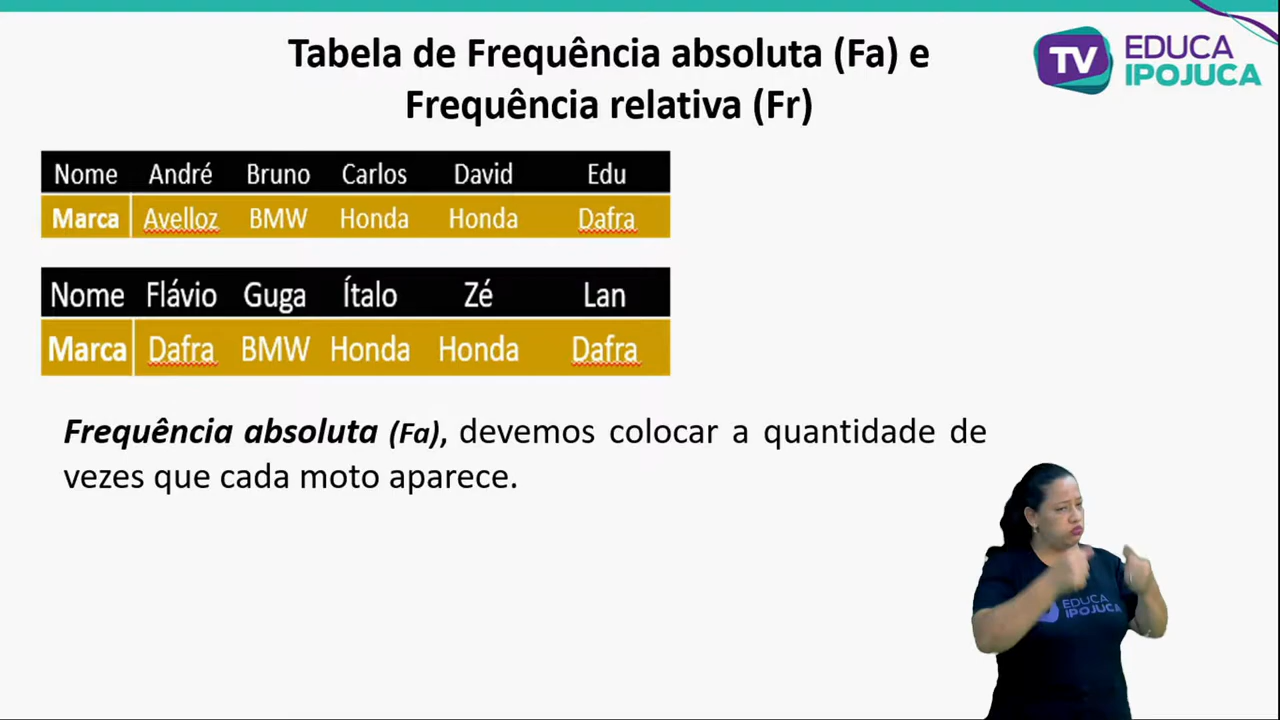 Tabela de Frequência absoluta (Fa) e
Frequência relativa (Fr)
TV EDUCA
IPOJUCA
Nome André Bruno Carlos David Edu
Marca Avelloz BMW Honda Honda Dafra
Nome Flávio Guga Ítalo Zé Lan
Marca Dafra BMW Honda Honda Dafra
Frequência absoluta (Fa), devemos colocar a quantidade de
vezes que cada moto aparece.
EDUCA
IPOJUCA